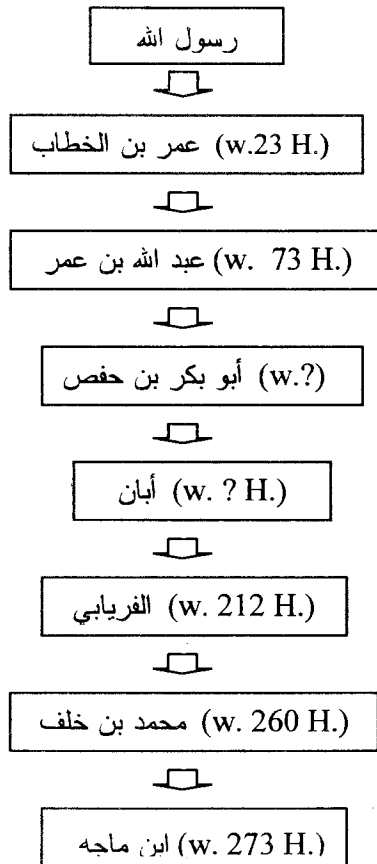 رسول الله
عمر بن الخطاب (w.23 H.)
عبد الله بن عمر (w. 73 H.)
أبو بكر بن حفص (w.?)
أبان (w. ? H.)
الفريابي (w. 212 H.)
محمد بن خلف (w. 260 H.)
ابن ماجه (w. 273 H.)